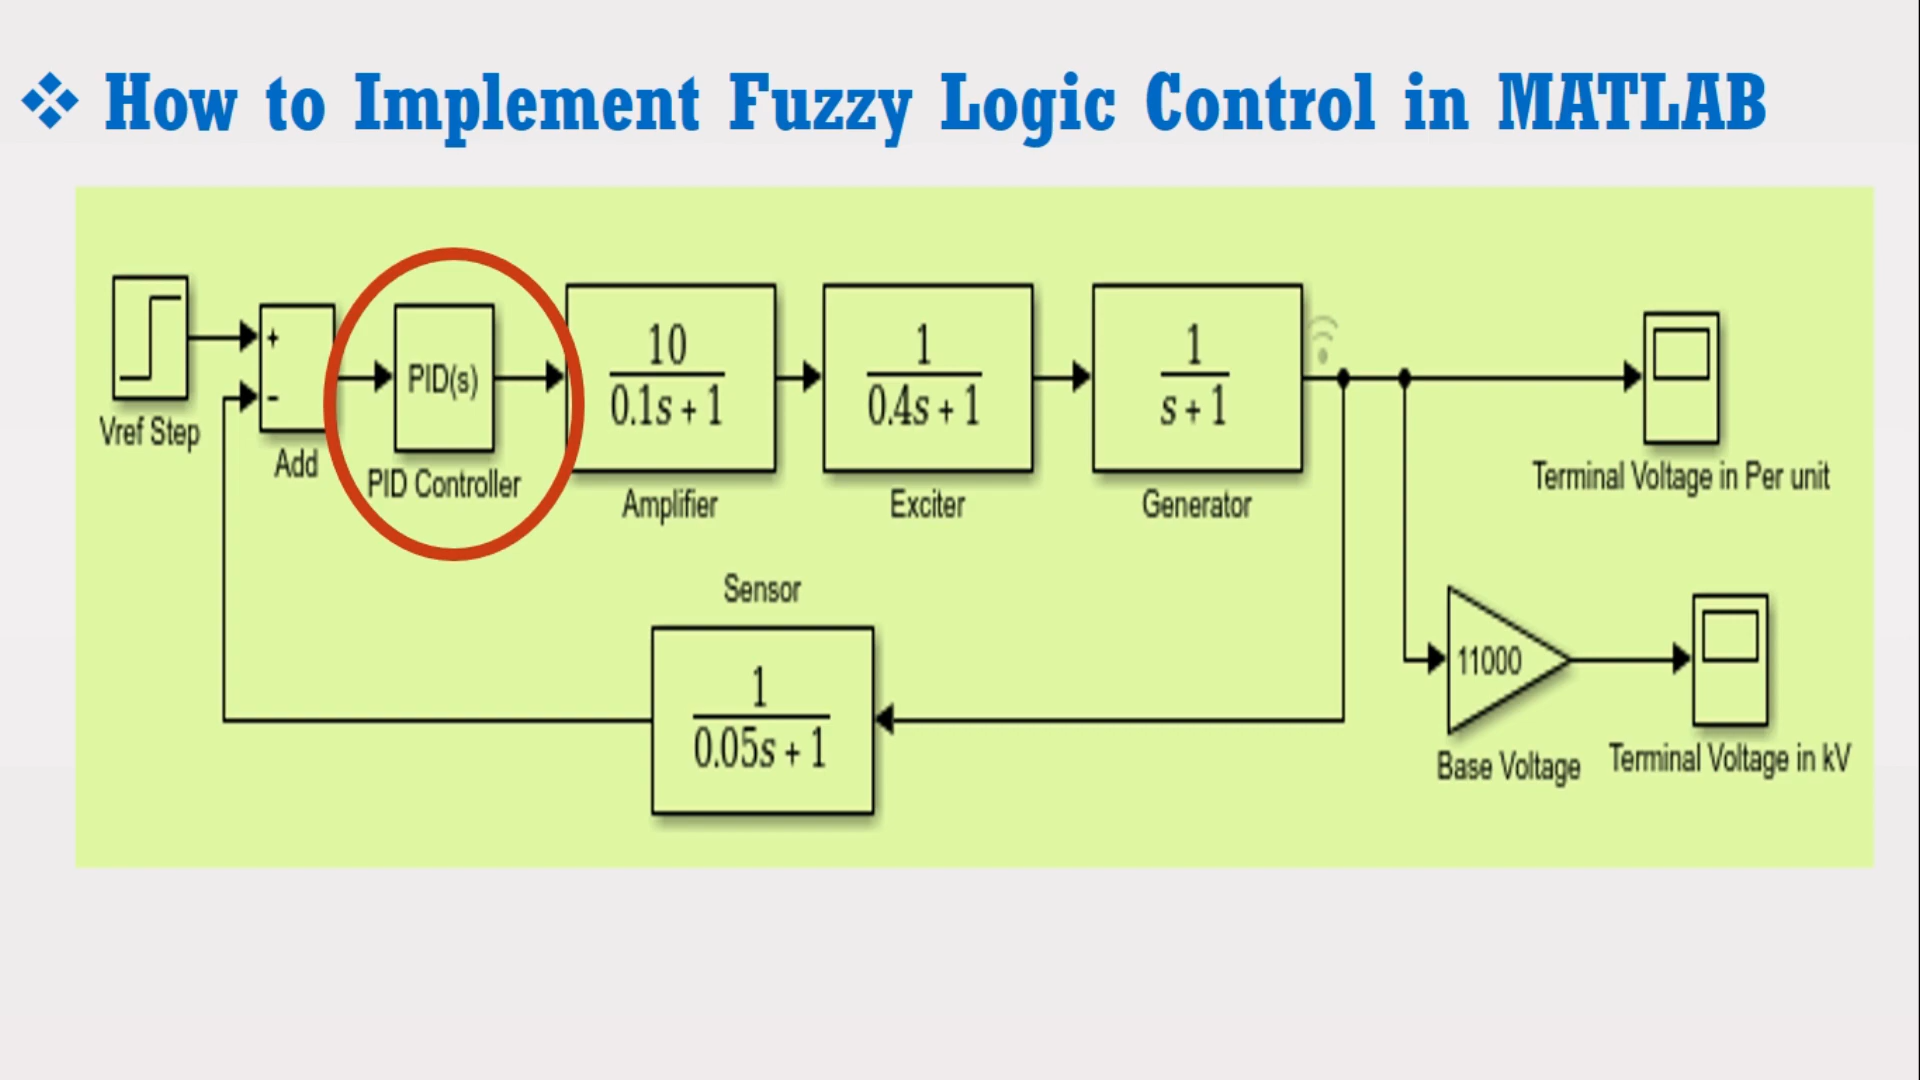 How to Implement Fuzzy Logic Control in MATLAB
Vref Step
+
-
Add
PID(s)
PID Controller
10
0.1s + 1
Amplifier
1
0.4s + 1
Exciter
1
s + 1
Generator
Terminal Voltage in Per unit
Sensor
1
0.05s + 1
11000
Base Voltage
Terminal Voltage in kV